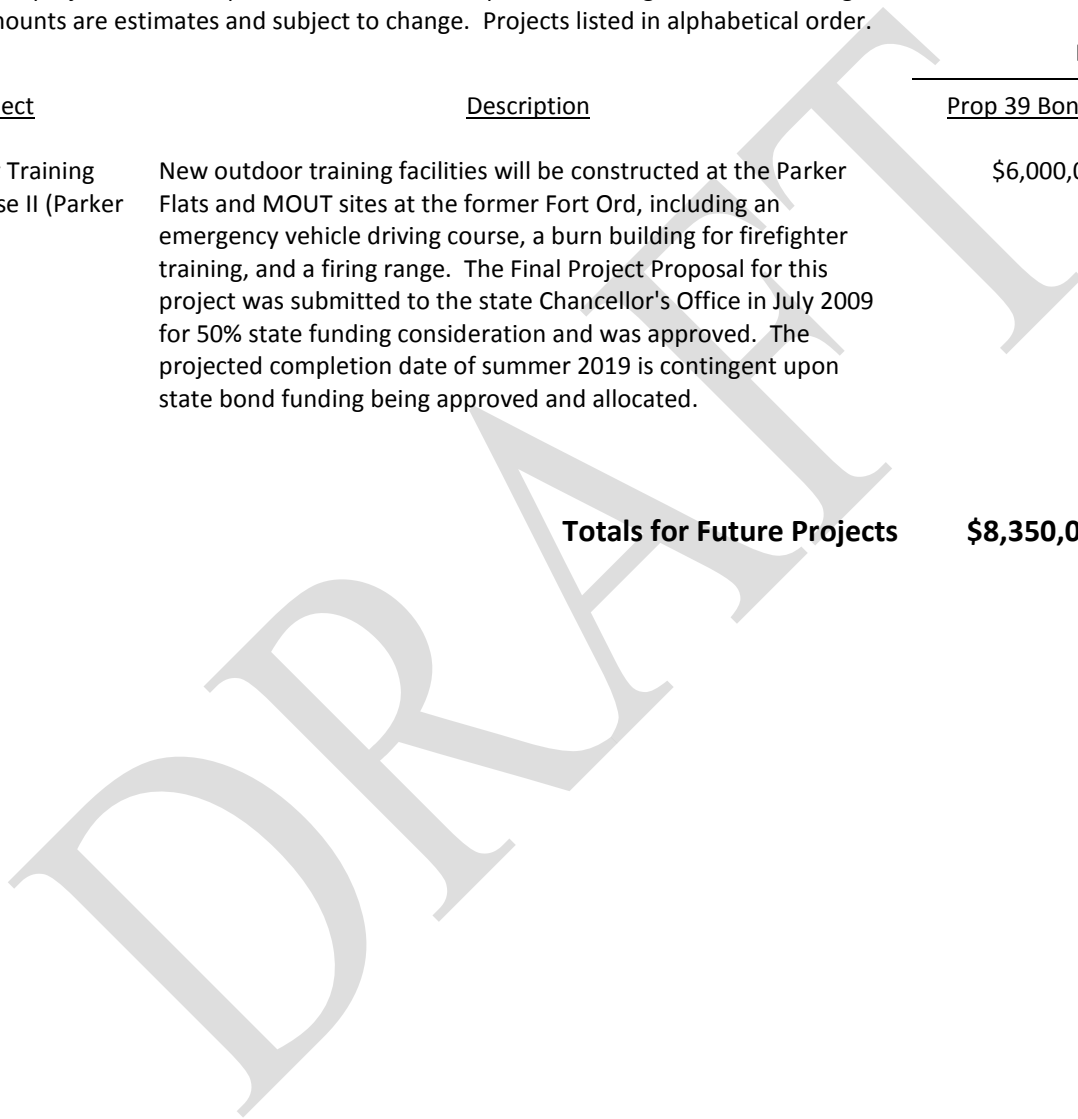 mounts are estimates and subject to change.  Projects listed in alphabetical order.
ect Description Prop 39 Bon
Training New outdoor training facilities will be constructed at the Parker $6,000,0
se II (Parker Flats and MOUT sites at the former Fort Ord, including an
emergency vehicle driving course, a burn building for firefighter
training, and a firing range.  The Final Project Proposal for this
project was submitted to the state Chancellor's Office in July 2009
for 50% state funding consideration and was approved.  The
projected completion date of summer 2019 is contingent upon
state bond funding being approved and allocated.
Totals for Future Projects $8,350,0
DRAFT